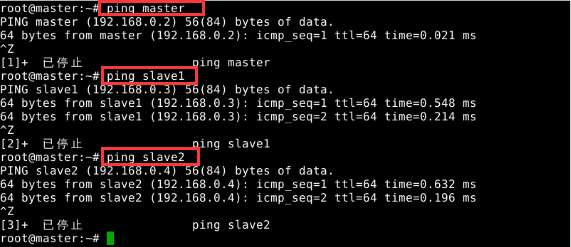 root@master:~# ping master
PING master (192.168.0.2) 56(84) bytes of data.
64 bytes from master (192.168.0.2): icmp_seq=1 ttl=64 time=0.021 ms
^Z
[1]+  已停止               ping master
root@master:~# ping slave1
PING slave1 (192.168.0.3) 56(84) bytes of data.
64 bytes from slave1 (192.168.0.3): icmp_seq=1 ttl=64 time=0.548 ms
64 bytes from slave1 (192.168.0.3): icmp_seq=2 ttl=64 time=0.214 ms
^Z
[2]+  已停止               ping slave1
root@master:~# ping slave2
PING slave2 (192.168.0.4) 56(84) bytes of data.
64 bytes from slave2 (192.168.0.4): icmp_seq=1 ttl=64 time=0.632 ms
64 bytes from slave2 (192.168.0.4): icmp_seq=2 ttl=64 time=0.196 ms
^Z
[3]+  已停止               ping slave2
root@master:~#